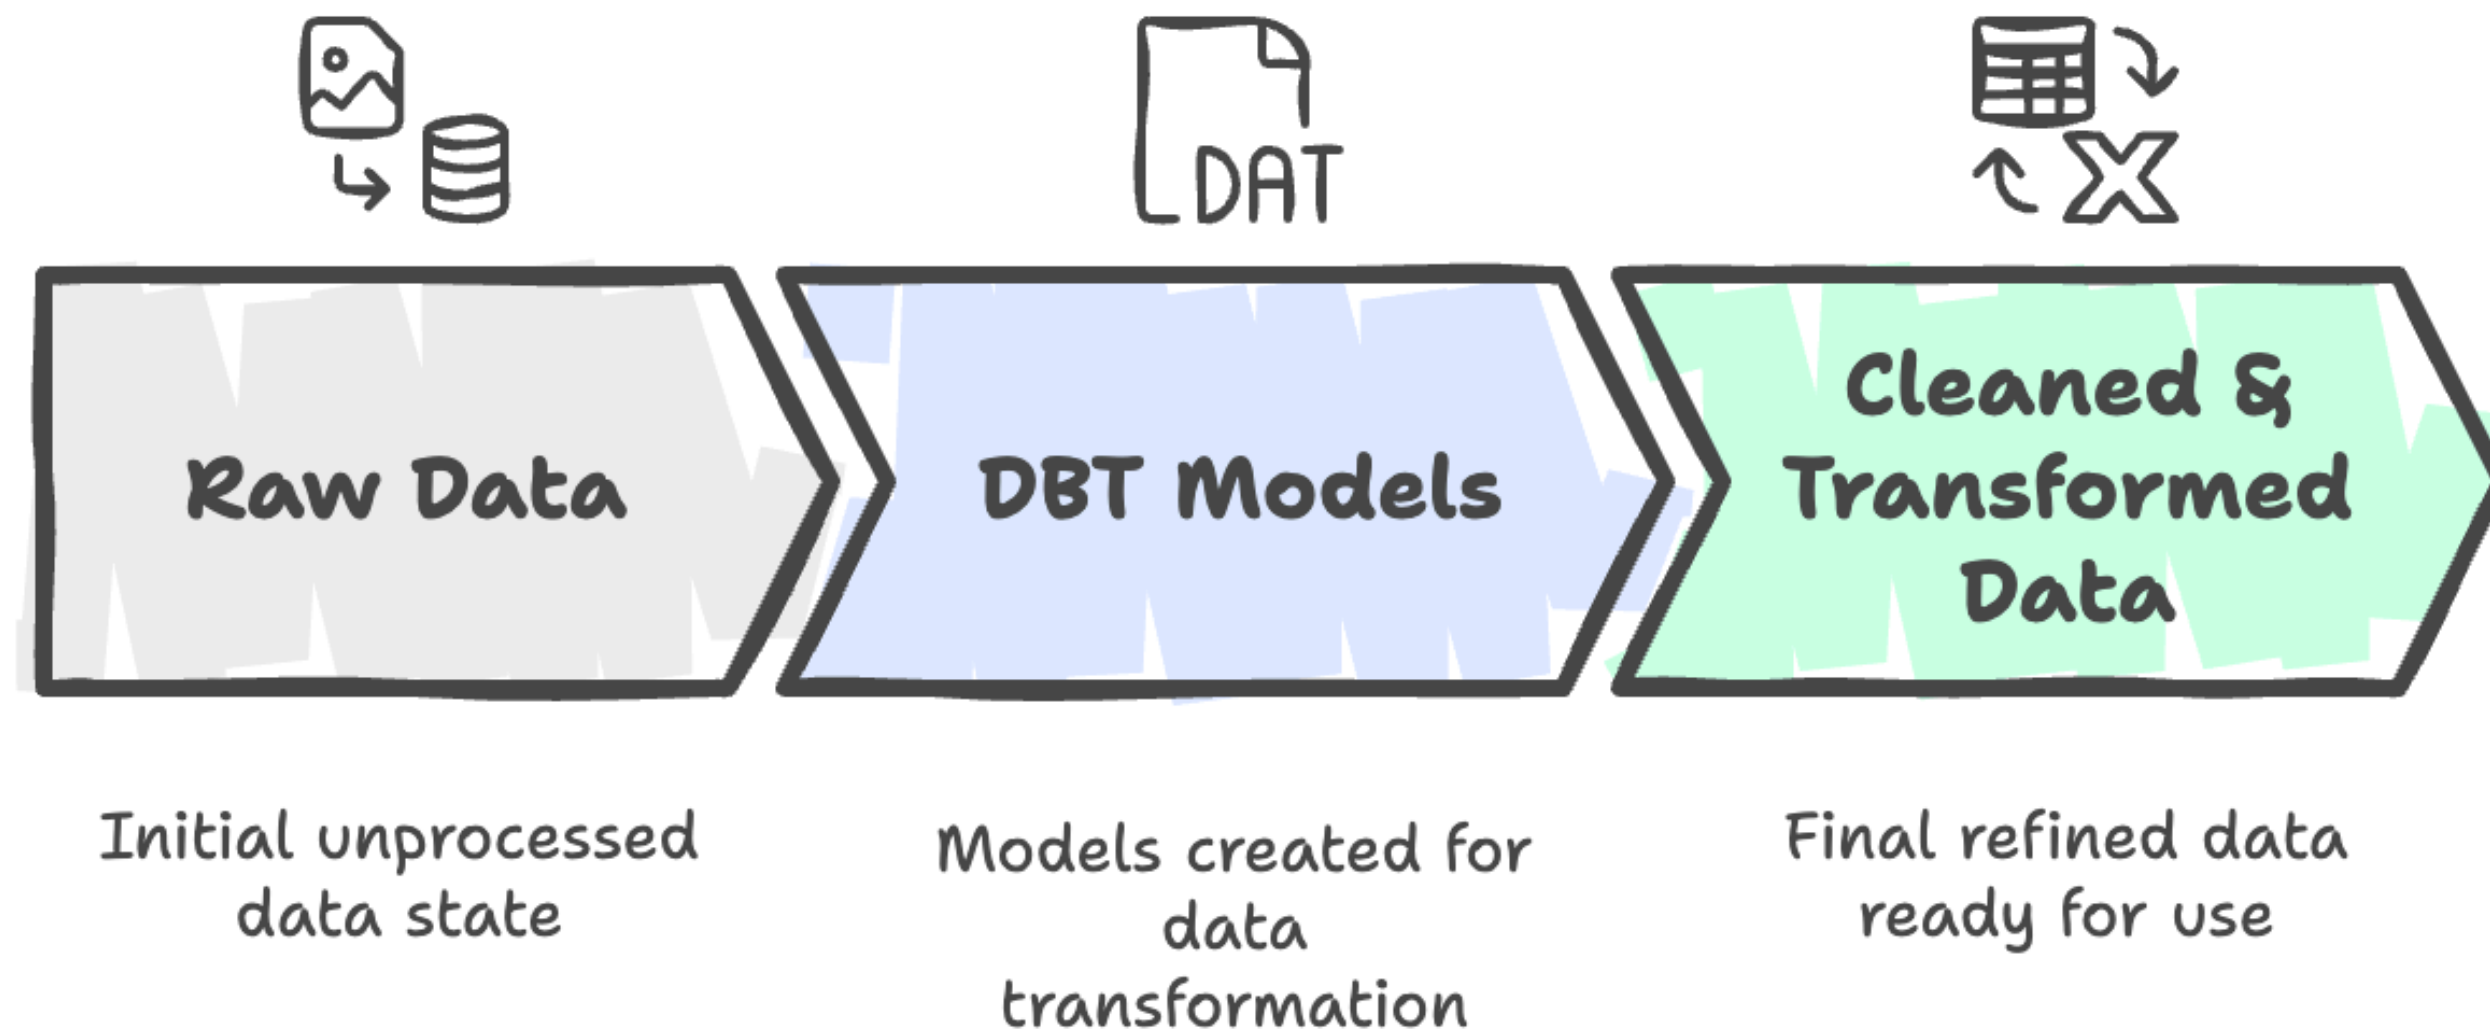 DAT
X
Raw Data
DBT Models
Cleaned &
Transformed
Data
Initial unprocessed
data state
Models created for
data
transformation
Final refined data
ready for use